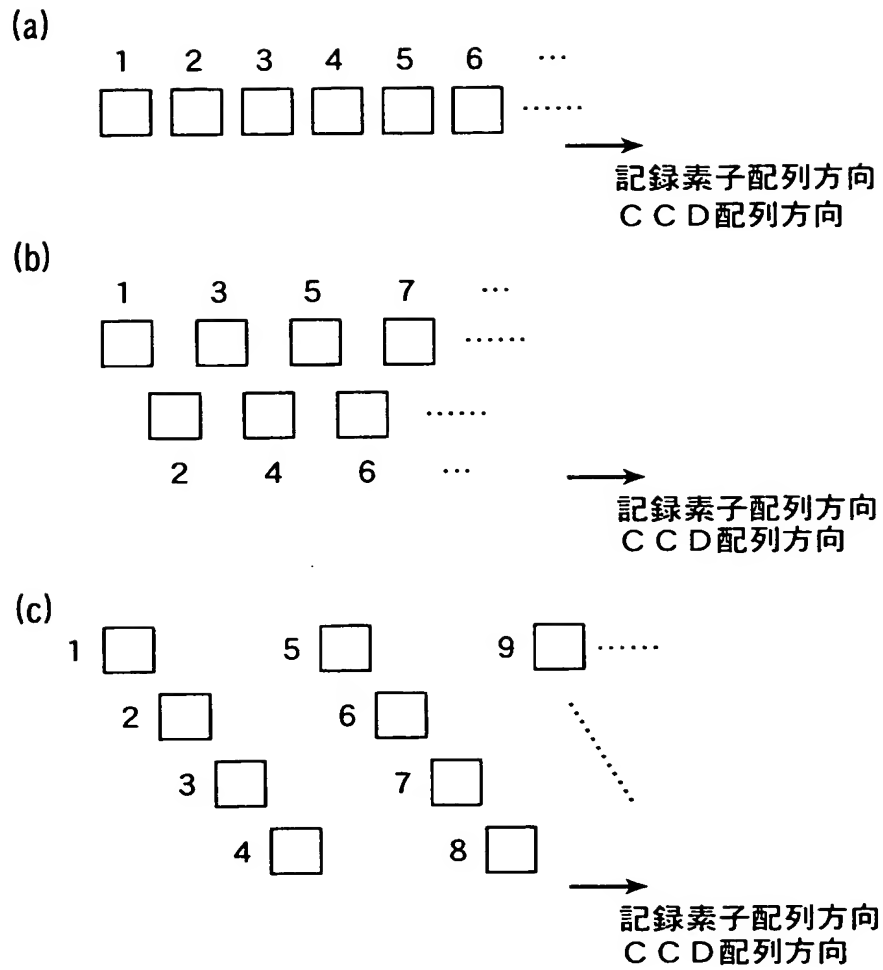 (a)
1 2 3 4 5 6 …
……
記録素子配列方向
ＣＣＤ配列方向
(b)
1 3 5 7 …
……
……
2 4 6 …
記録素子配列方向
ＣＣＤ配列方向
(c)
1 5 9 ……
2 6
3 7
4 8
記録素子配列方向
ＣＣＤ配列方向